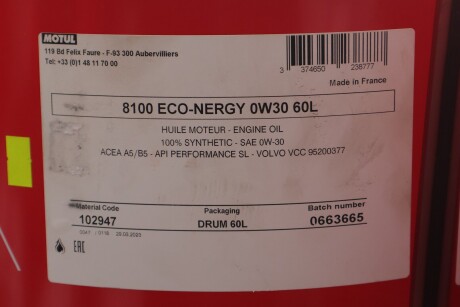 MOTUL
119 Bd Felix Faure - F-93 300 Aubervilliers
Tel: +33 (0)1 48 11 70 00
3 374650 238777
Made in France
8100 ECO-NERGY 0W30 60L
HUILE MOTEUR - ENGINE OIL
100% SYNTHETIC - SAE 0W-30
ACEA A5/B5 - API PERFORMANCE SL - VOLVO VCC 95200377
Material Code Packaging Batch number
102947 DRUM 60L 0663665
EAC